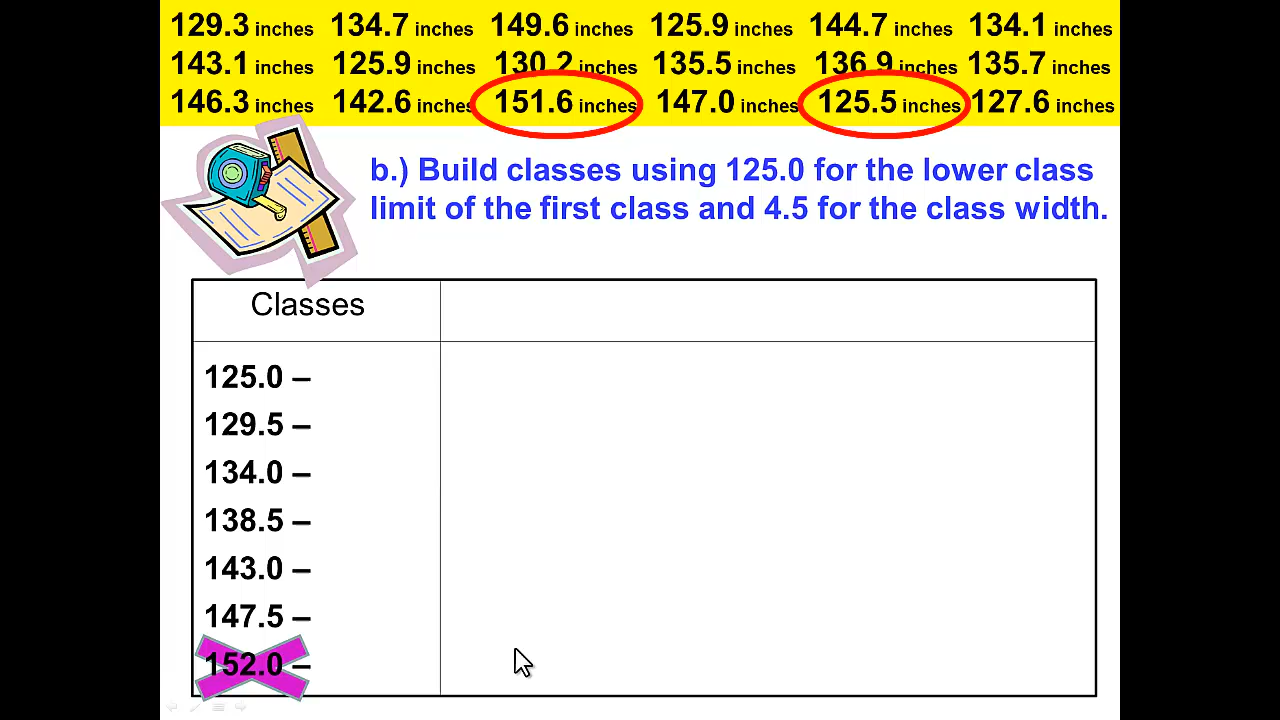 129.3 inches 134.7 inches 149.6 inches 125.9 inches 144.7 inches 134.1 inches
143.1 inches 125.9 inches 130.2 inches 135.5 inches 136.9 inches 135.7 inches
146.3 inches 142.6 inches 151.6 inches 147.0 inches 125.5 inches 127.6 inches
b.) Build classes using 125.0 for the lower class
limit of the first class and 4.5 for the class width.
Classes
125.0 –
129.5 –
134.0 –
138.5 –
143.0 –
147.5 –
152.0 –